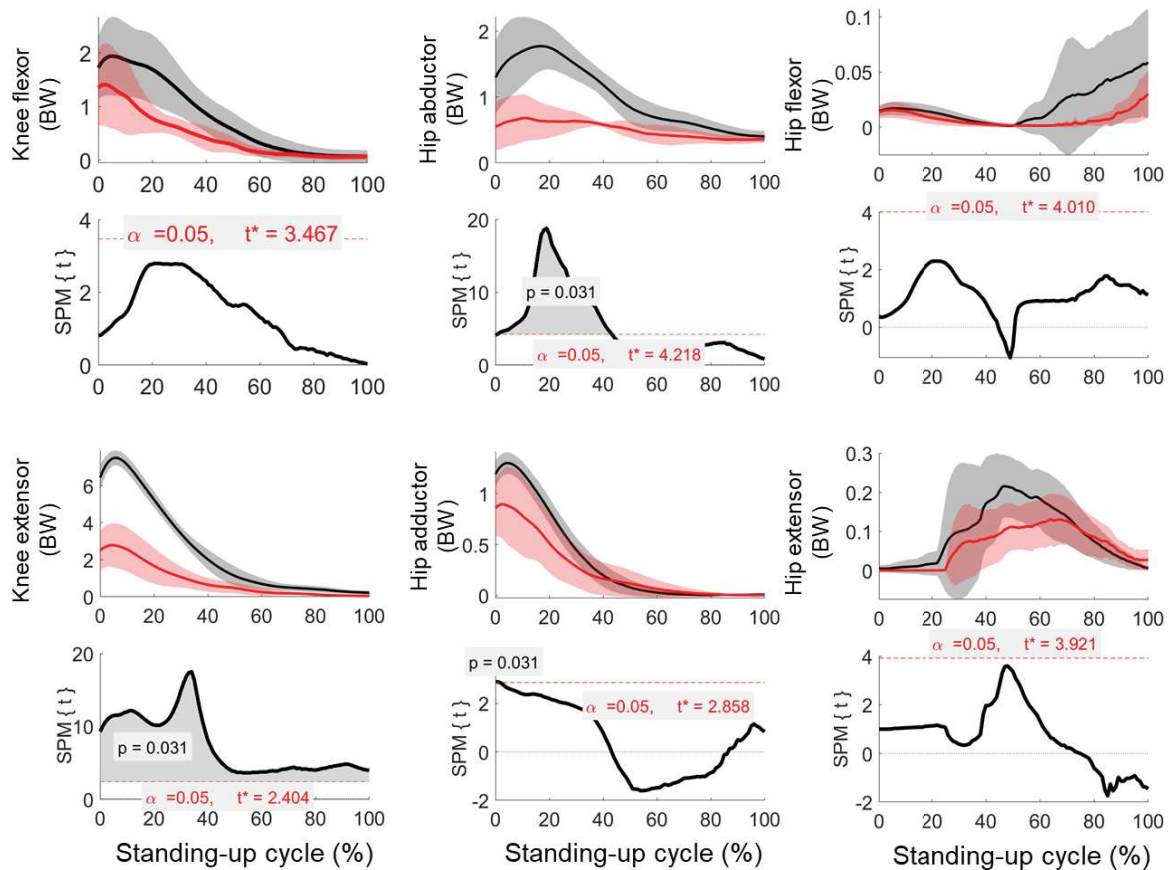 Knee flexor
(BW)
2
1
0
0 20 40 60 80 100
Hip abductor
(BW)
2
1
0
0 20 40 60 80 100
Hip flexor
(BW)
0.1
0.05
0
0 20 40 60 80 100
SPM { t }
4
2
0
α =0.05, t* = 3.467
0 20 40 60 80 100
SPM { t }
20
10
0
p = 0.031
α =0.05, t* = 4.218
0 20 40 60 80 100
SPM { t }
4
2
0
α =0.05, t* = 4.010
0 20 40 60 80 100
Knee extensor
(BW)
6
4
2
0
0 20 40 60 80 100
Hip adductor
(BW)
1
0.5
0
0 20 40 60 80 100
Hip extensor
(BW)
0.3
0.2
0.1
0
0 20 40 60 80 100
SPM { t }
20
10
0
p = 0.031
α =0.05, t* = 2.404
0 20 40 60 80 100
Standing-up cycle (%)
SPM { t }
p = 0.031
2
0
-2
α =0.05, t* = 2.858
0 20 40 60 80 100
Standing-up cycle (%)
SPM { t }
4
2
0
-2
α =0.05, t* = 3.921
0 20 40 60 80 100
Standing-up cycle (%)